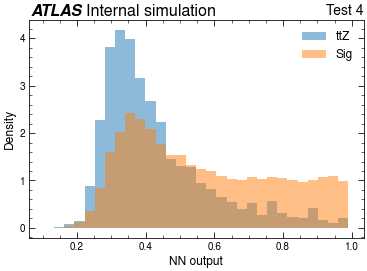 ATLAS Internal simulation
Test 4
ttZ
Sig
Density
4
3
2
1
0
0.2 0.4 0.6 0.8 1.0
NN output